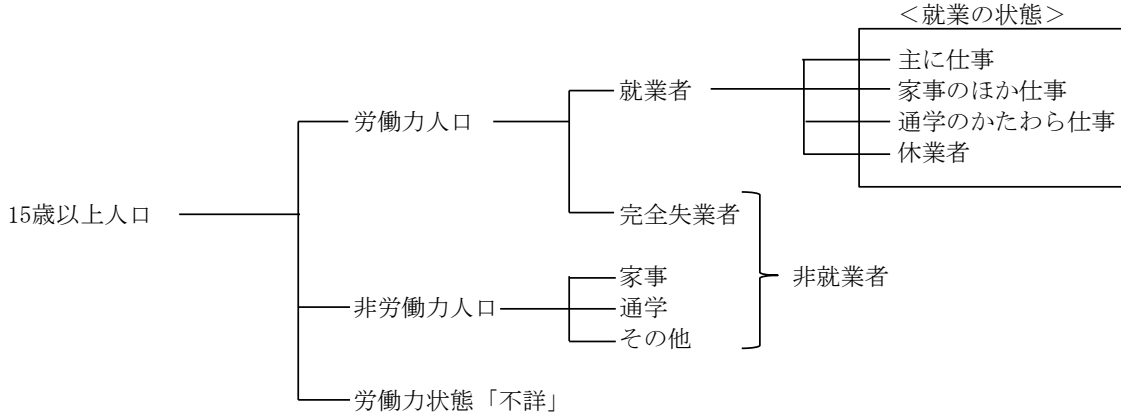 ＜就業の状態＞
主に仕事
就業者
家事のほか仕事
労働力人口
通学のかたわら仕事
休業者
15歳以上人口
完全失業者
家事
非就業者
非労働力人口
通学
その他
労働力状態「不詳」